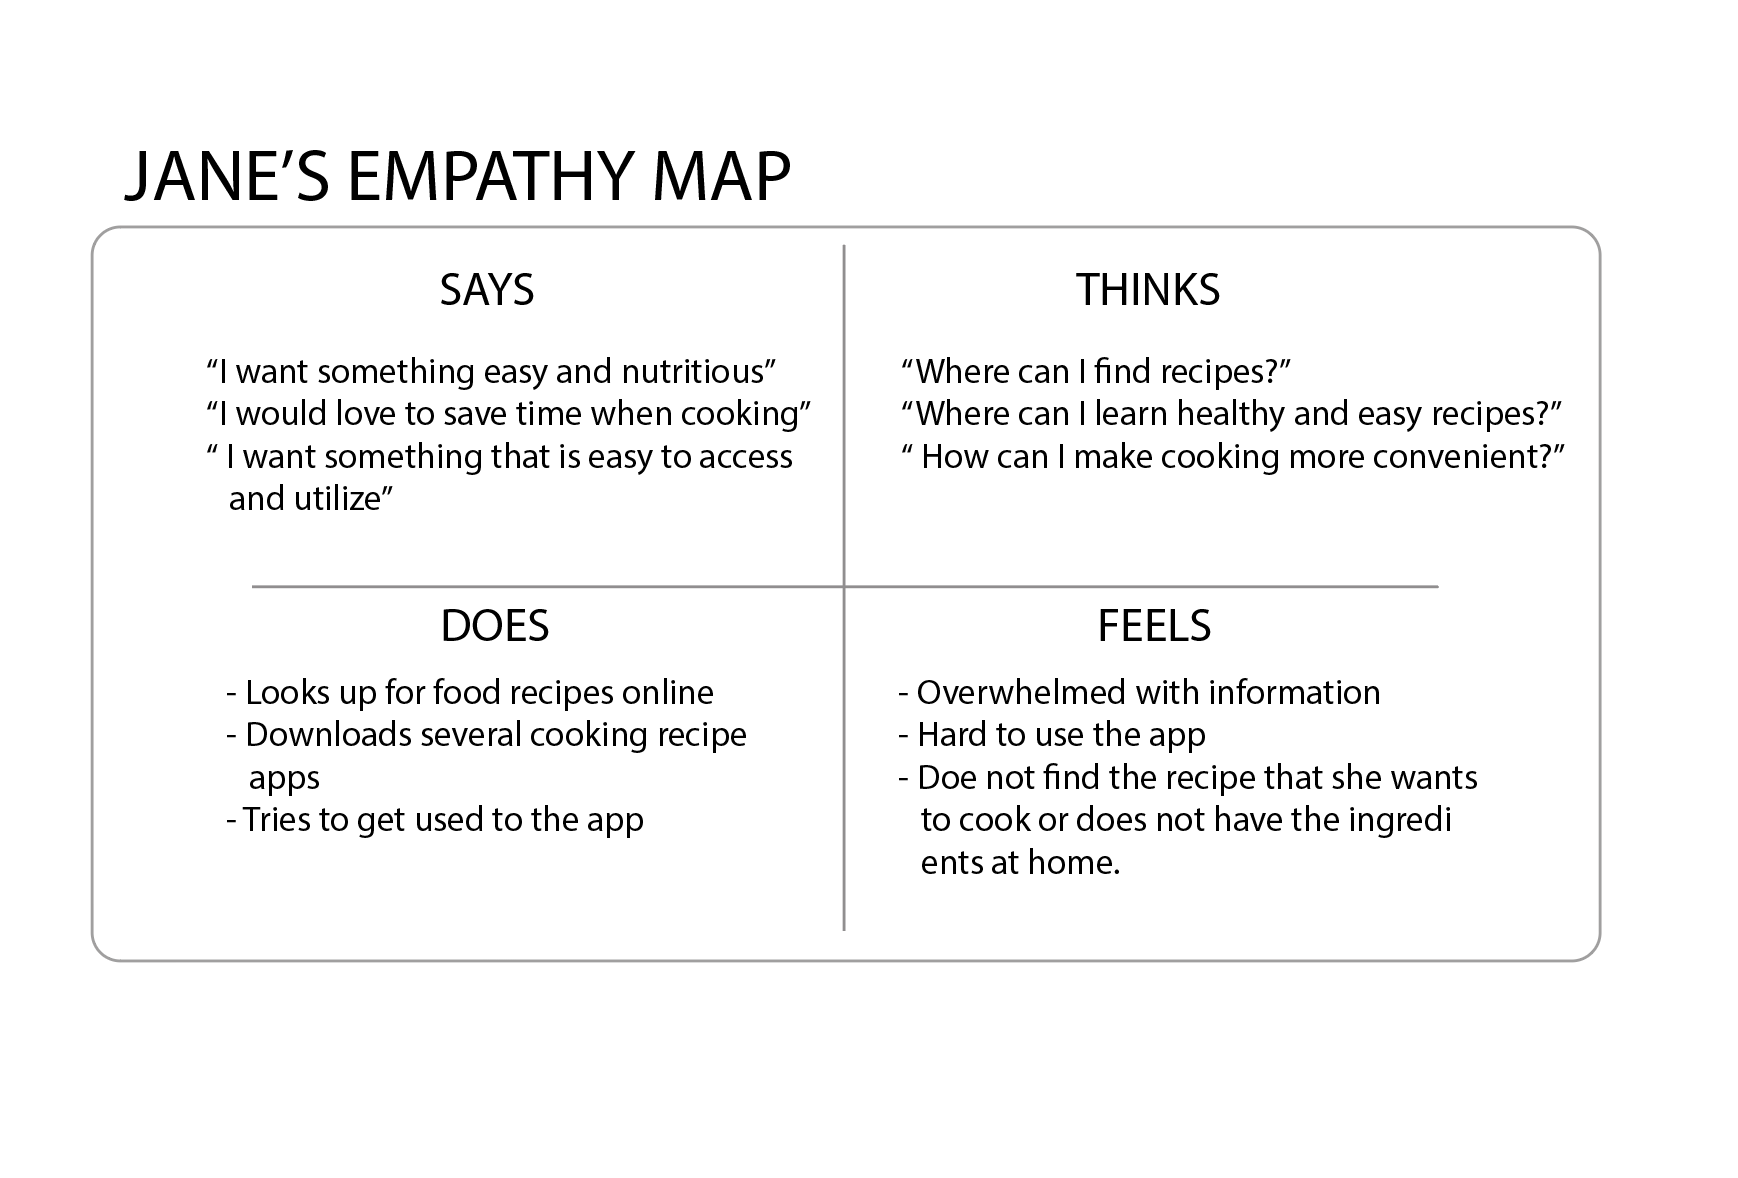 JANE’S EMPATHY MAP
SAYS
“I want something easy and nutritious”
“I would love to save time when cooking”
“ I want something that is easy to access
and utilize”
THINKS
“Where can I find recipes?”
“Where can I learn healthy and easy recipes?”
“ How can I make cooking more convenient?”
DOES
- Looks up for food recipes online
- Downloads several cooking recipe
apps
- Tries to get used to the app
FEELS
- Overwhelmed with information
- Hard to use the app
- Doe not find the recipe that she wants
to cook or does not have the ingredi
ents at home.